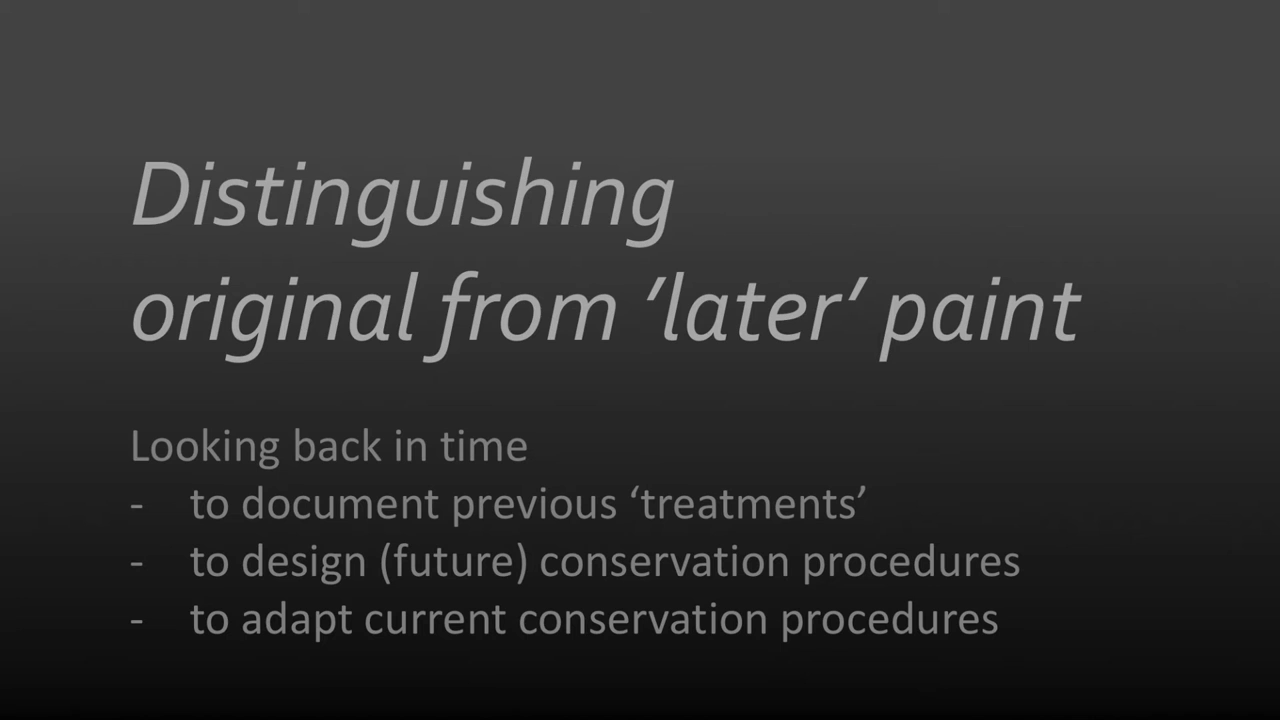 Distinguishing
original from ‘later’ paint
Looking back in time
- to document previous ‘treatments’
- to design (future) conservation procedures
- to adapt current conservation procedures